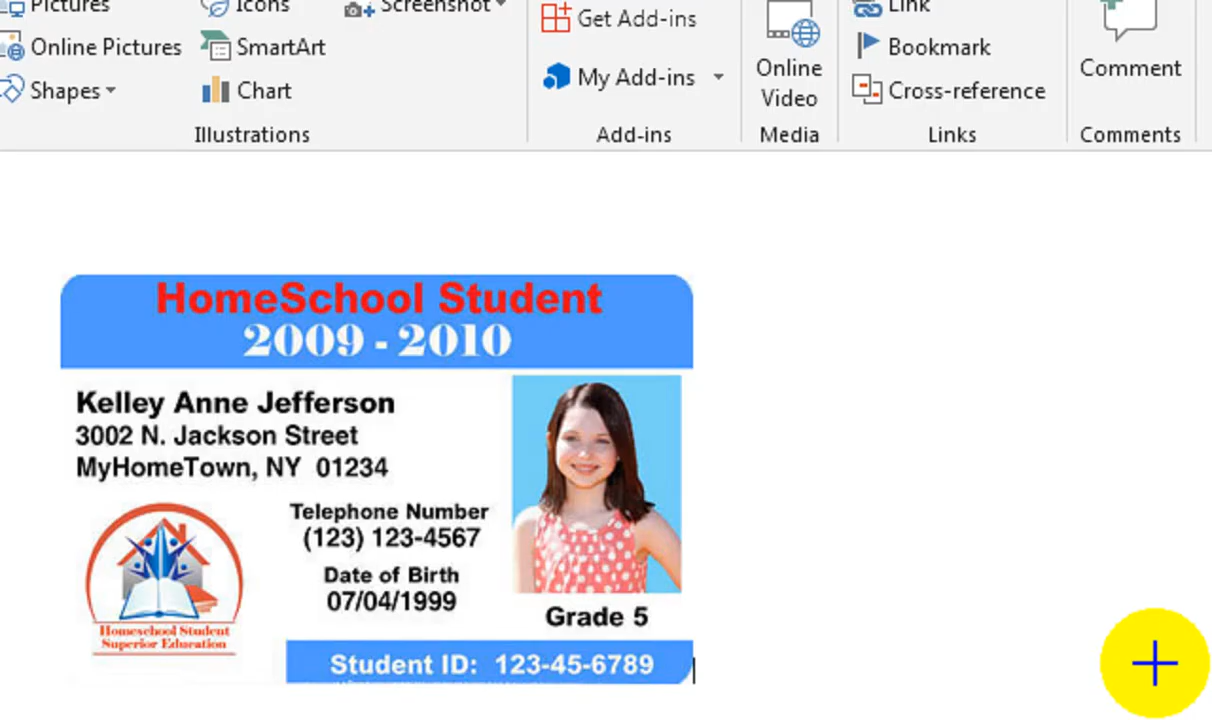 Pictures
Icons
Screenshot
Get Add-ins
Link
Online Pictures
SmartArt
Bookmark
My Add-ins
Online
Video
Comment
Shapes
Chart
Cross-reference
Illustrations
Add-ins
Media
Links
Comments
HomeSchool Student
2009 - 2010
Kelley Anne Jefferson
3002 N. Jackson Street
MyHomeTown, NY 01234
Telephone Number
(123) 123-4567
Date of Birth
07/04/1999
Grade 5
Homeschool Student
Superior Education
Student ID: 123-45-6789